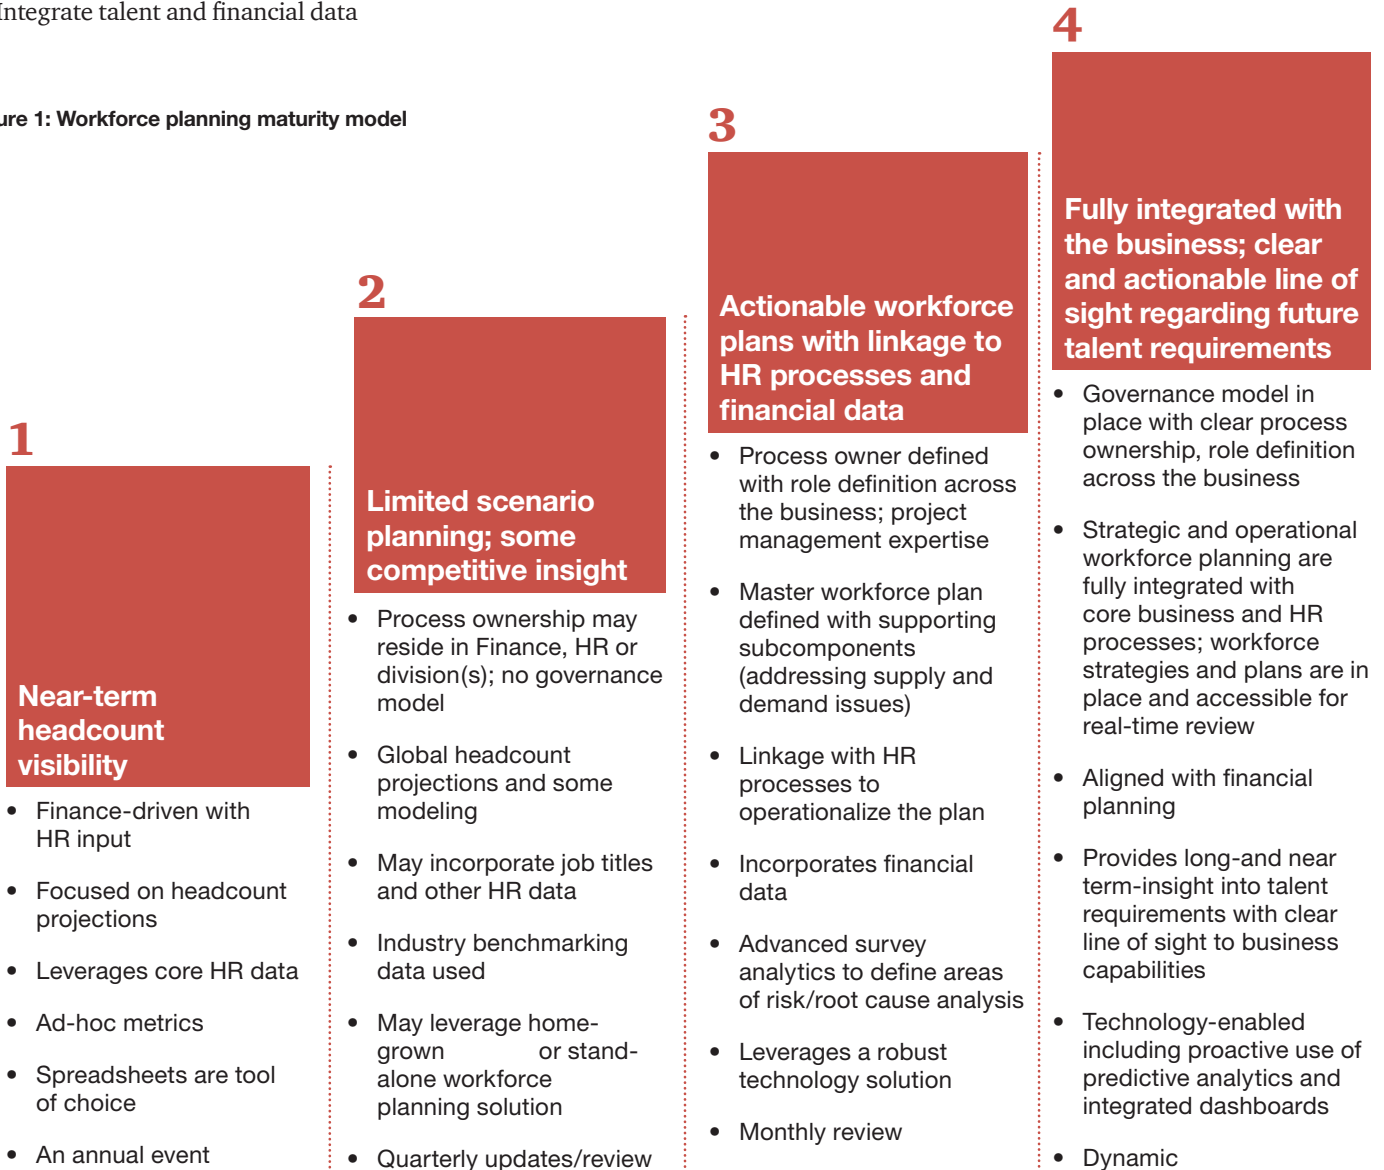 Integrate talent and financial data
ure 1: Workforce planning maturity model
1
Near-term
headcount
visibility
• Finance-driven with
HR input
• Focused on headcount
projections
• Leverages core HR data
• Ad-hoc metrics
• Spreadsheets are tool
of choice
• An annual event
2
Limited scenario
planning; some
competitive insight
• Process ownership may
reside in Finance, HR or
division(s); no governance
model
• Global headcount
projections and some
modeling
• May incorporate job titles
and other HR data
• Industry benchmarking
data used
• May leverage home-
grown or stand-
alone workforce
planning solution
• Quarterly updates/review
3
Actionable workforce
plans with linkage to
HR processes and
financial data
• Process owner defined
with role definition across
the business; project
management expertise
• Master workforce plan
defined with supporting
subcomponents
(addressing supply and
demand issues)
• Linkage with HR
processes to
operationalize the plan
• Incorporates financial
data
• Advanced survey
analytics to define areas
of risk/root cause analysis
• Leverages a robust
technology solution
• Monthly review
4
Fully integrated with
the business; clear
and actionable line of
sight regarding future
talent requirements
• Governance model in
place with clear process
ownership, role definition
across the business
• Strategic and operational
workforce planning are
fully integrated with
core business and HR
processes; workforce
strategies and plans are in
place and accessible for
real-time review
• Aligned with financial
planning
• Provides long-and near
term-insight into talent
requirements with clear
line of sight to business
capabilities
• Technology-enabled
including proactive use of
predictive analytics and
integrated dashboards
• Dynamic